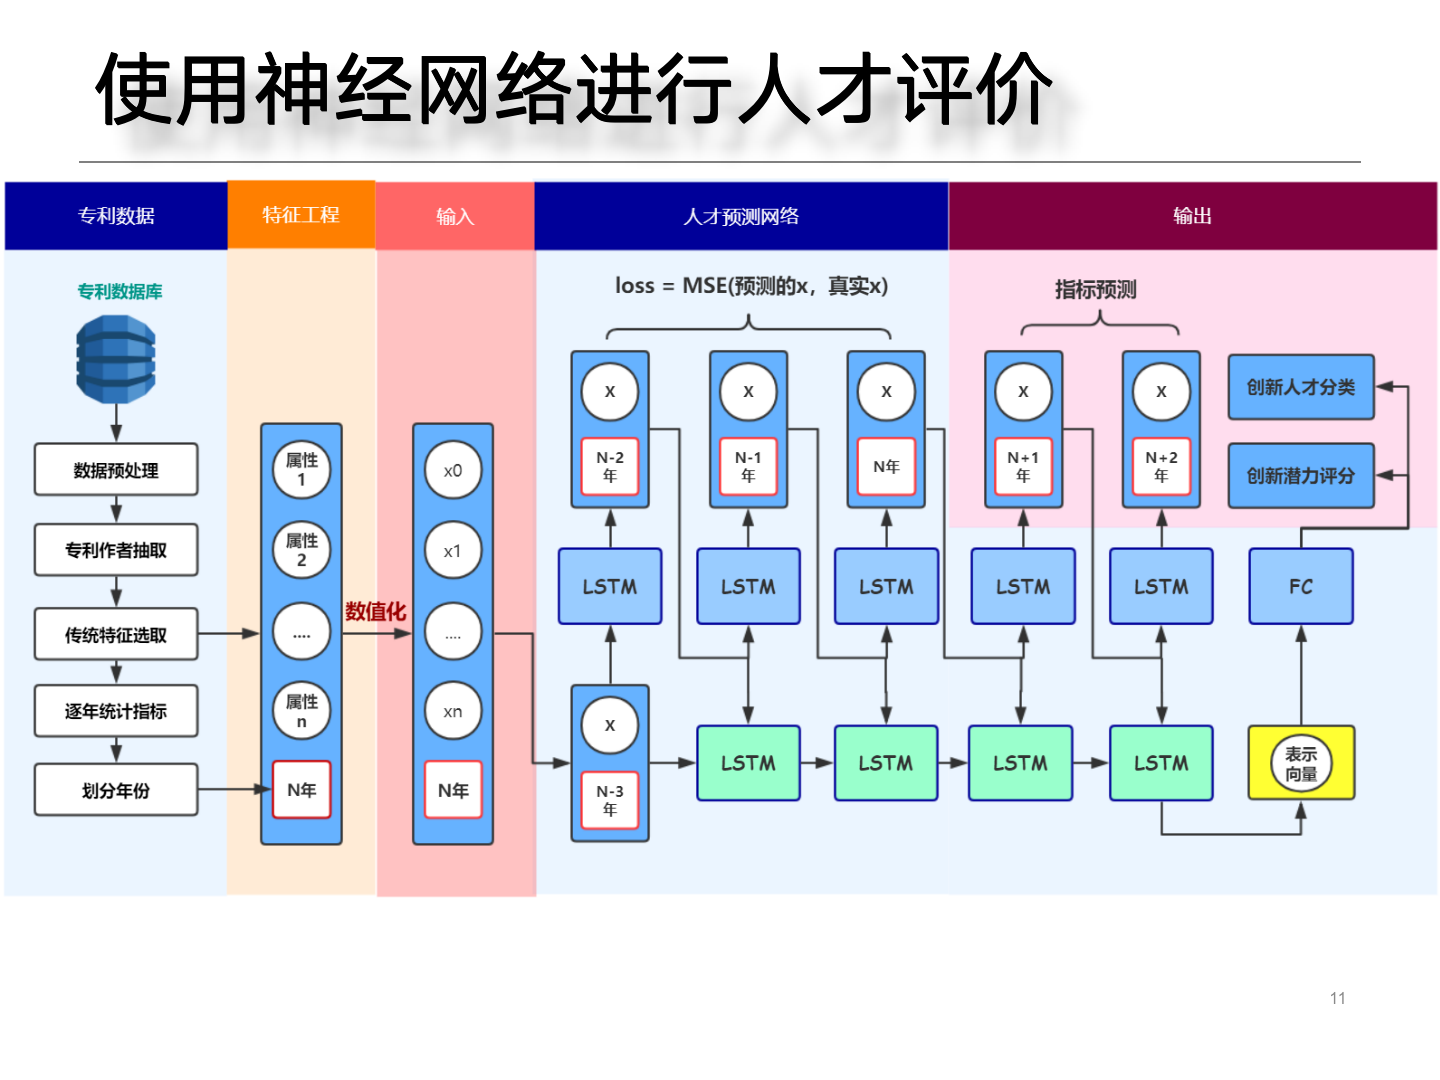 使用神经网络进行人才评价
专利数据
特征工程
输入
人才预测网络
输出
专利数据库
数据预处理
专利作者抽取
传统特征选取
逐年统计指标
划分年份
属性
1
属性
2
....
属性
n
N年
数值化
x0
x1
....
xn
N年
loss = MSE(预测的x，真实x)
X
N-2
年
X
N-1
年
X
N年
LSTM
LSTM
LSTM
X
N-3
年
LSTM
LSTM
指标预测
X
N+1
年
X
N+2
年
LSTM
LSTM
LSTM
LSTM
创新人才分类
创新潜力评分
FC
表示
向量
11